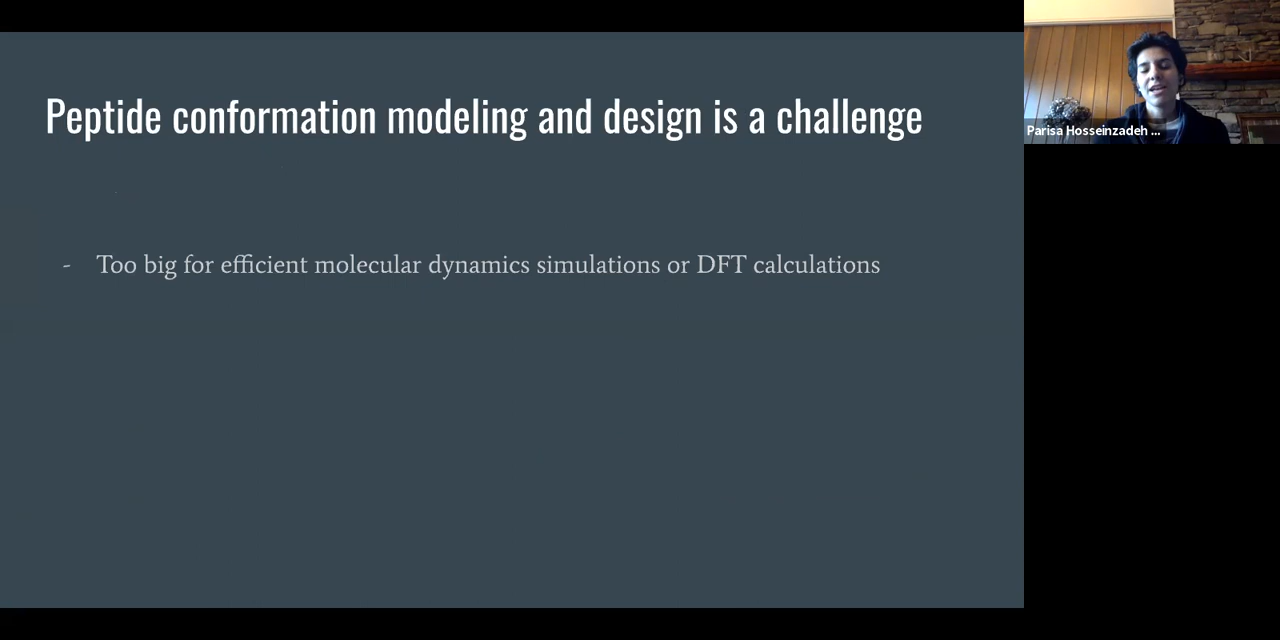 Peptide conformation modeling and design is a challenge
- Too big for efficient molecular dynamics simulations or DFT calculations
Parisa Hosseinzadeh ...